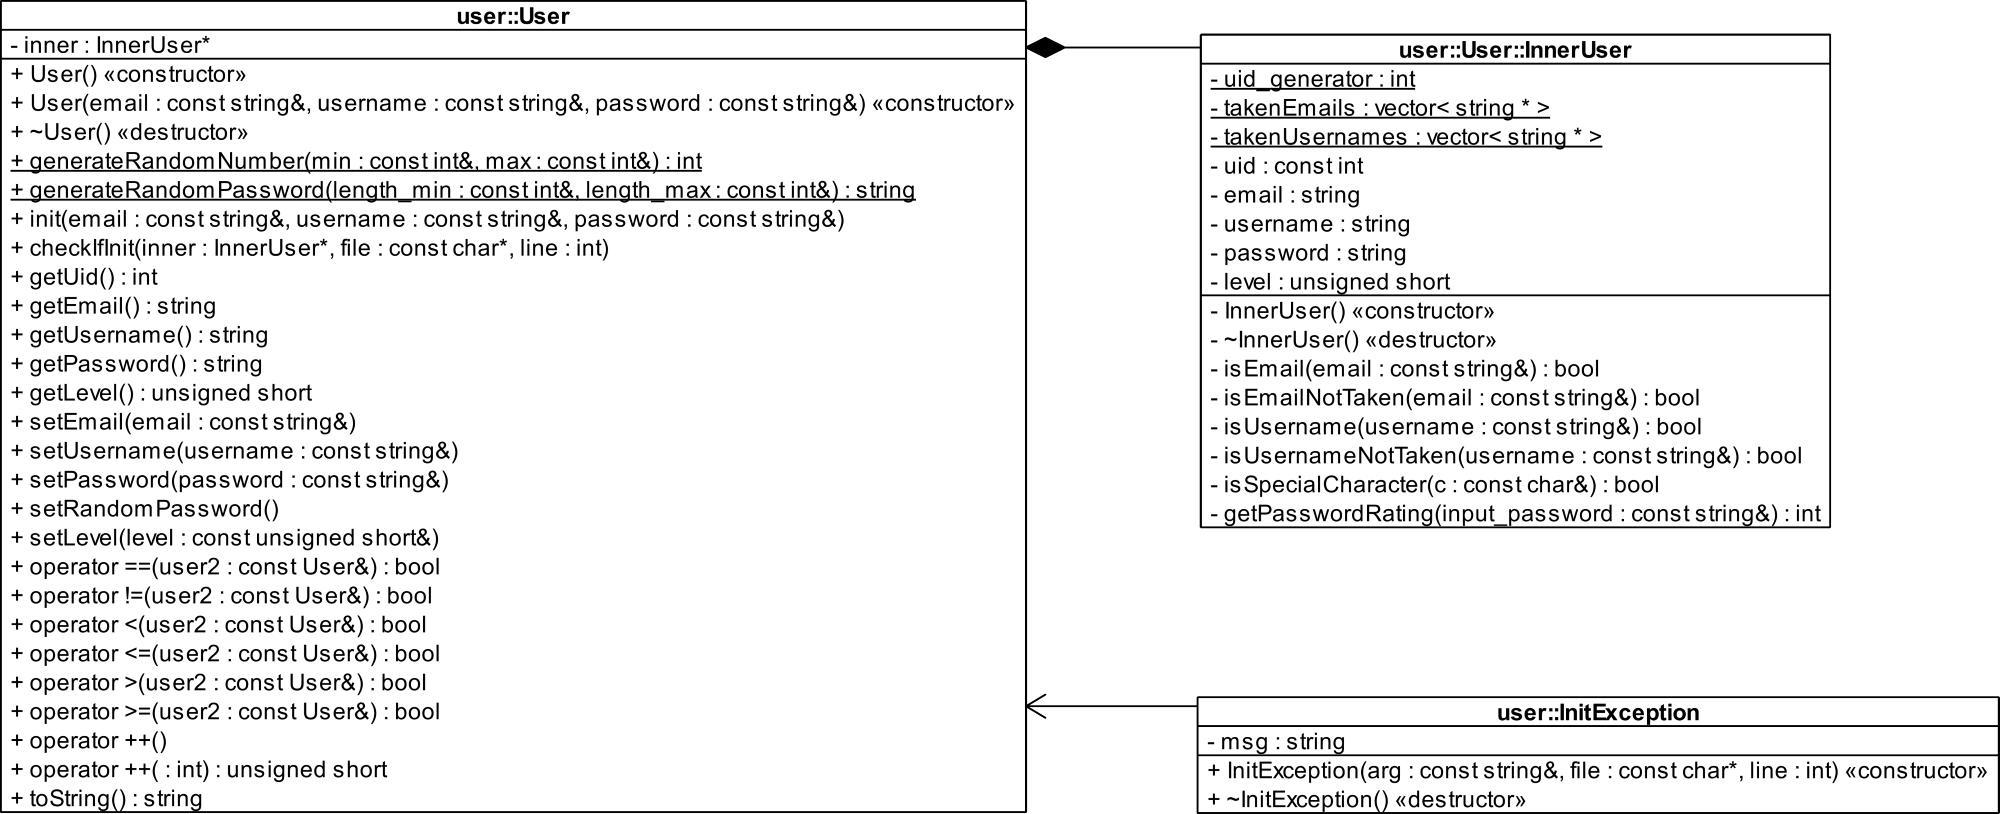 user::User
- inner : InnerUser*
+ User() «constructor»
+ User(email : const string&, username : const string&, password : const string&) «constructor»
+ ~User() «destructor»
+ generateRandomNumber(min : const int&, max : const int&) : int
+ generateRandomPassword(length_min : const int&, length_max : const int&) : string
+ init(email : const string&, username : const string&, password : const string&)
+ checkIfInit(inner : InnerUser*, file : const char*, line : int)
+ getUid() : int
+ getEmail() : string
+ getUsername() : string
+ getPassword() : string
+ getLevel() : unsigned short
+ setEmail(email : const string&)
+ setUsername(username : const string&)
+ setPassword(password : const string&)
+ setRandomPassword()
+ setLevel(level : const unsigned short&)
+ operator ==(user2 : const User&) : bool
+ operator !=(user2 : const User&) : bool
+ operator <(user2 : const User&) : bool
+ operator <=(user2 : const User&) : bool
+ operator >(user2 : const User&) : bool
+ operator >=(user2 : const User&) : bool
+ operator ++()
+ operator ++( : int) : unsigned short
+ toString() : string
user::User::InnerUser
- uid_generator : int
- takenEmails : vector< string * >
- takenUsernames : vector< string * >
- uid : const int
- email : string
- username : string
- password : string
- level : unsigned short
- InnerUser() «constructor»
- ~InnerUser() «destructor»
- isEmail(email : const string&) : bool
- isEmailNotTaken(email : const string&) : bool
- isUsername(username : const string&) : bool
- isUsernameNotTaken(username : const string&) : bool
- isSpecialCharacter(c : const char&) : bool
- getPasswordRating(input_password : const string&) : int
user::InitException
- msg : string
+ InitException(arg : const string&, file : const char*, line : int) «constructor»
+ ~InitException() «destructor»